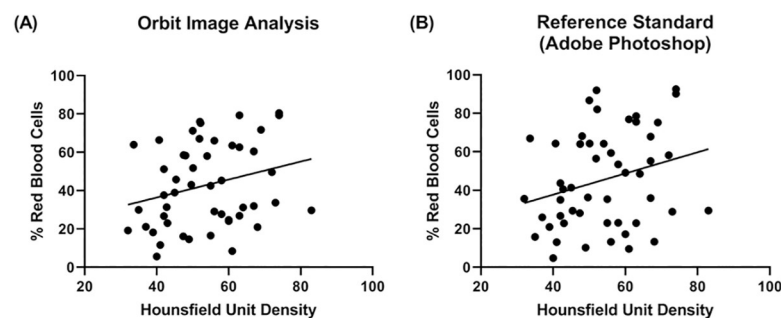 (A)
Orbit Image Analysis
% Red Blood Cells
100
80
60
40
20
0
20
40
60
80
100
Hounsfield Unit Density
(B)
Reference Standard
(Adobe Photoshop)
% Red Blood Cells
100
80
60
40
20
0
20
40
60
80
100
Hounsfield Unit Density